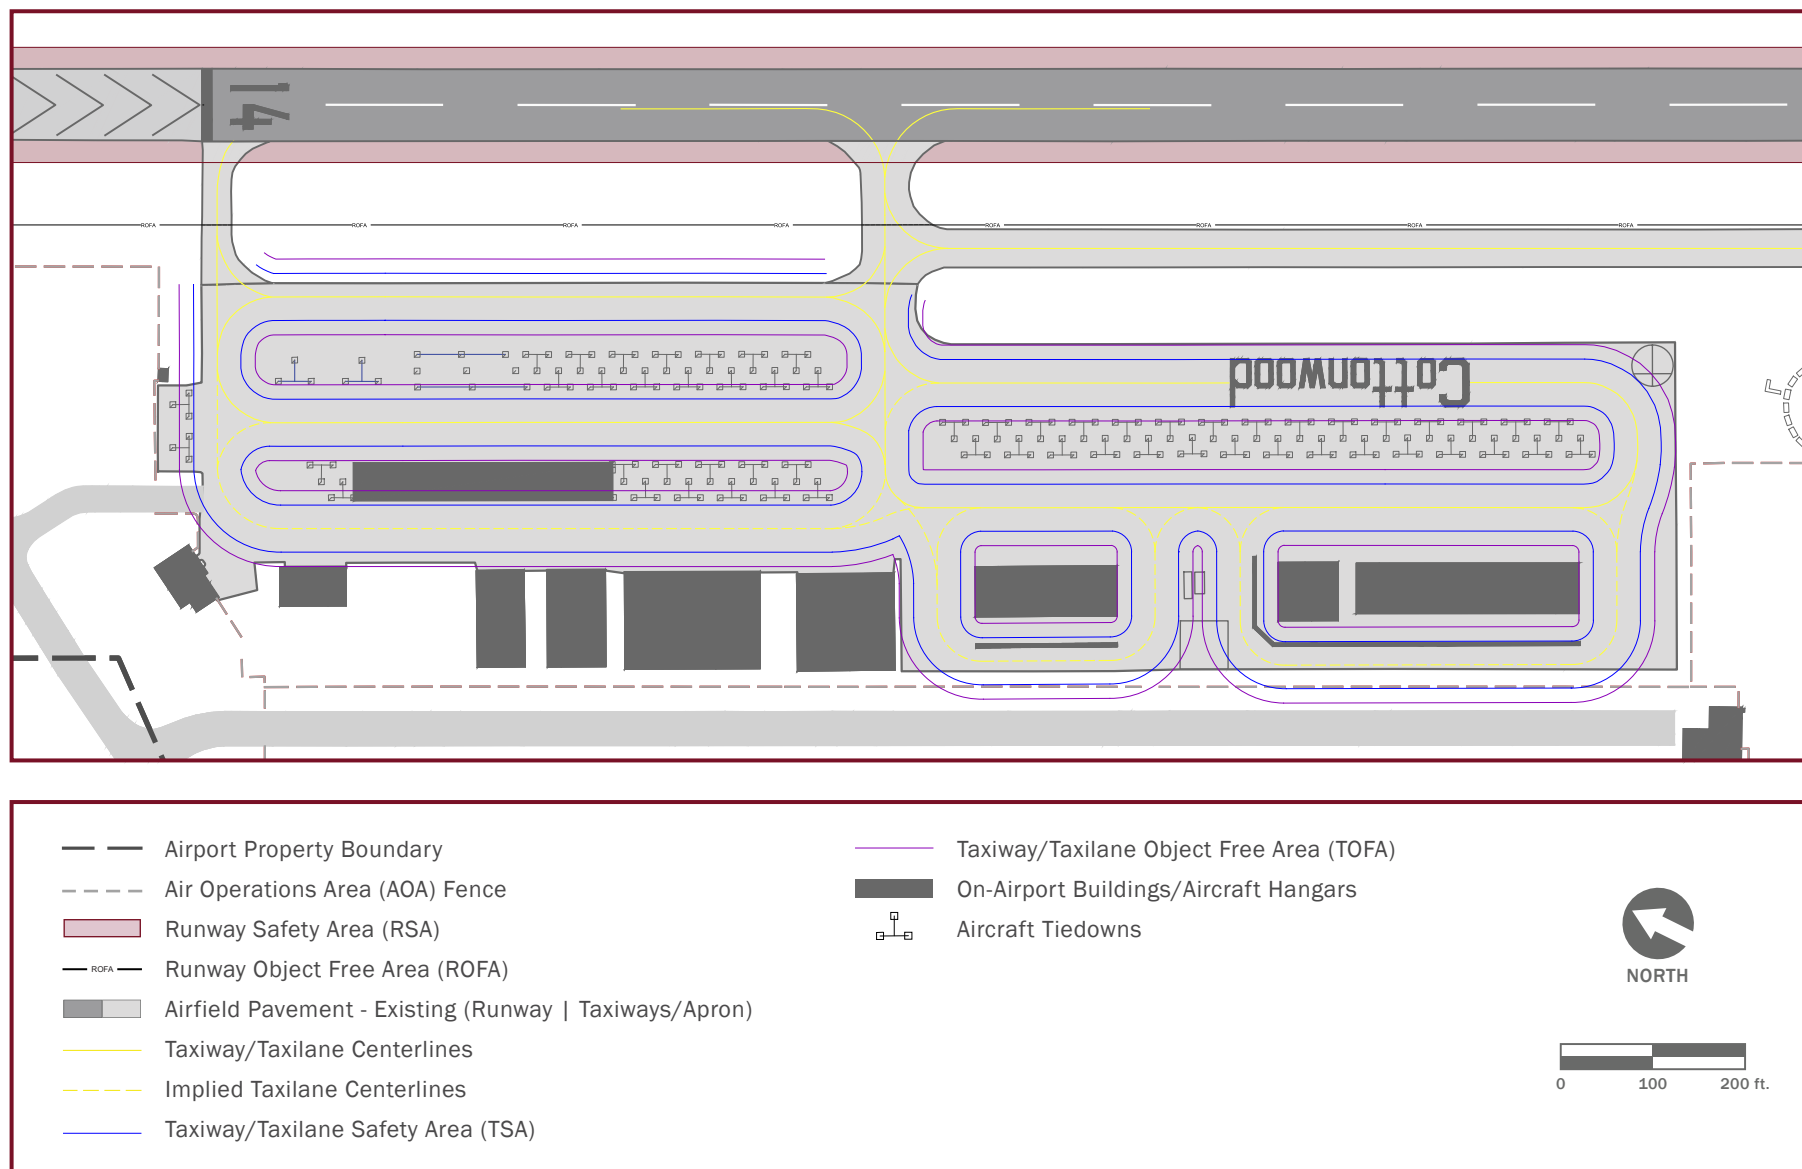 14
ROFA ROFA ROFA ROFA ROFA ROFA ROFA ROFA
Cottonwood
Airport Property Boundary
Air Operations Area (AOA) Fence
Runway Safety Area (RSA)
ROFA Runway Object Free Area (ROFA)
Airfield Pavement - Existing (Runway | Taxiways/Apron)
Taxiway/Taxilane Centerlines
Implied Taxilane Centerlines
Taxiway/Taxilane Safety Area (TSA)
Taxiway/Taxilane Object Free Area (TOFA)
On-Airport Buildings/Aircraft Hangars
Aircraft Tiedowns
NORTH
0 100 200 ft.